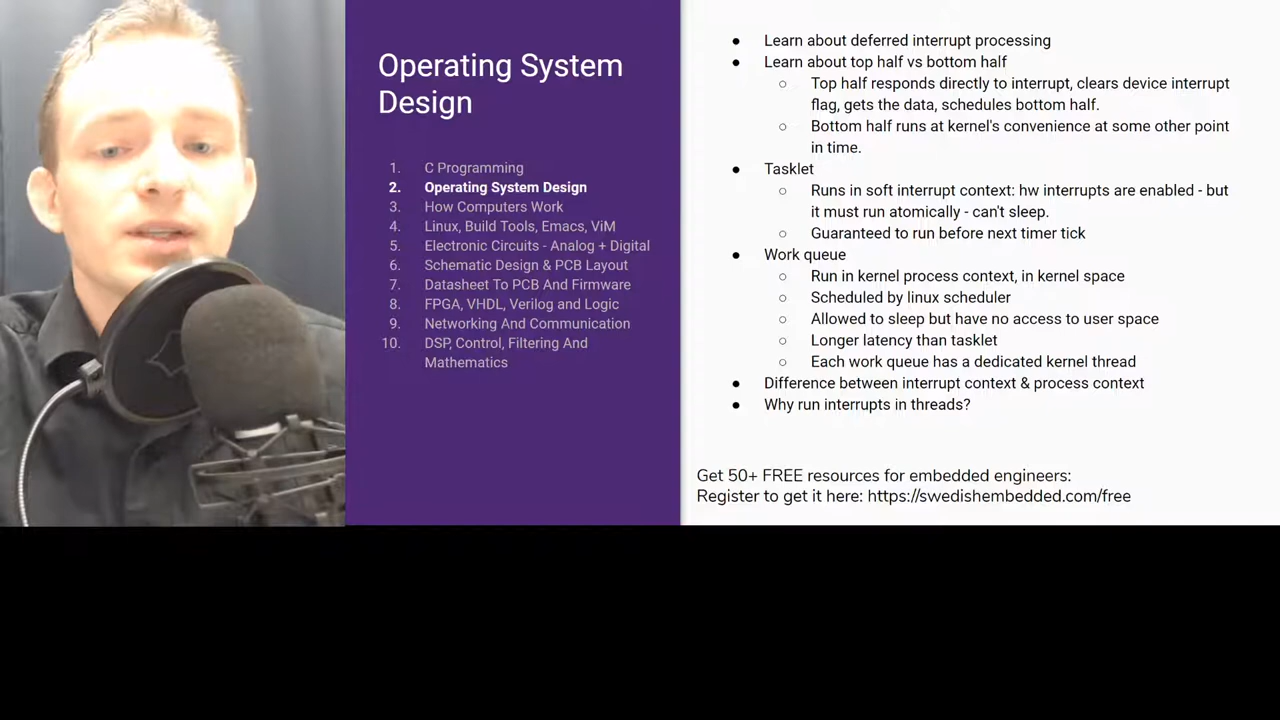 Operating System
Design
1. C Programming
2. Operating System Design
3. How Computers Work
4. Linux, Build Tools, Emacs, ViM
5. Electronic Circuits - Analog + Digital
6. Schematic Design & PCB Layout
7. Datasheet To PCB And Firmware
8. FPGA, VHDL, Verilog and Logic
9. Networking And Communication
10. DSP, Control, Filtering And
Mathematics
● Learn about deferred interrupt processing
● Learn about top half vs bottom half
○ Top half responds directly to interrupt, clears device interrupt
flag, gets the data, schedules bottom half.
○ Bottom half runs at kernel's convenience at some other point
in time.
● Tasklet
○ Runs in soft interrupt context: hw interrupts are enabled - but
it must run atomically - can't sleep.
○ Guaranteed to run before next timer tick
● Work queue
○ Run in kernel process context, in kernel space
○ Scheduled by linux scheduler
○ Allowed to sleep but have no access to user space
○ Longer latency than tasklet
○ Each work queue has a dedicated kernel thread
● Difference between interrupt context & process context
● Why run interrupts in threads?
Get 50+ FREE resources for embedded engineers:
Register to get it here: https://swedishembedded.com/free